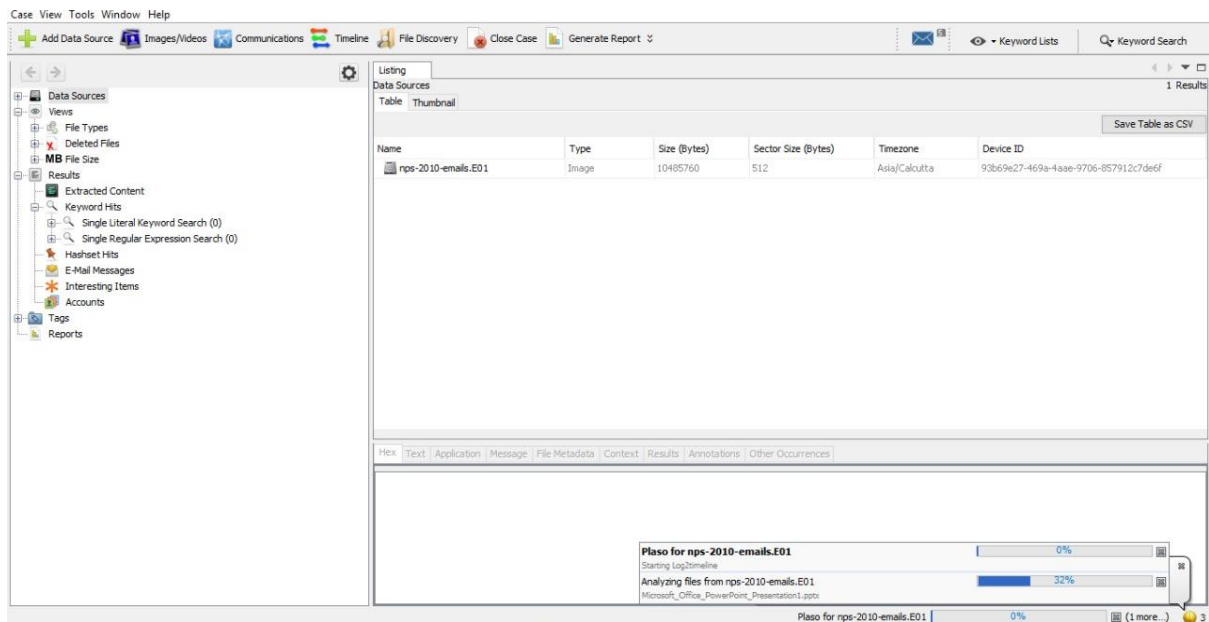 Case View Tools Window Help
Add Data Source Images/Videos Communications Timeline File Discovery Close Case Generate Report Keyword Lists Keyword Search
Data Sources
Views
File Types
Deleted Files
MB File Size
Results
Extracted Content
Keyword Hits
Single Literal Keyword Search (0)
Single Regular Expression Search (0)
Hashset Hits
E-Mail Messages
Interesting Items
Accounts
Tags
Reports
Listing
Data Sources 1 Results
Table Thumbnail
Save Table as CSV
Name Type Size (Bytes) Sector Size (Bytes) Timezone Device ID
nps-2010-emails.E01 Image 10485760 512 Asia/Calcutta 93b69e27-469a-4aae-9706-857912c7de6f
Hex Text Application Message File Metadata Context Results Annotations Other Occurrences
Plaso for nps-2010-emails.E01 0%
Starting Log2timeline
Analyzing files from nps-2010-emails.E01 32%
Microsoft_Office_PowerPoint_Presentation1.pptx
Plaso for nps-2010-emails.E01 0% (1 more...) 3